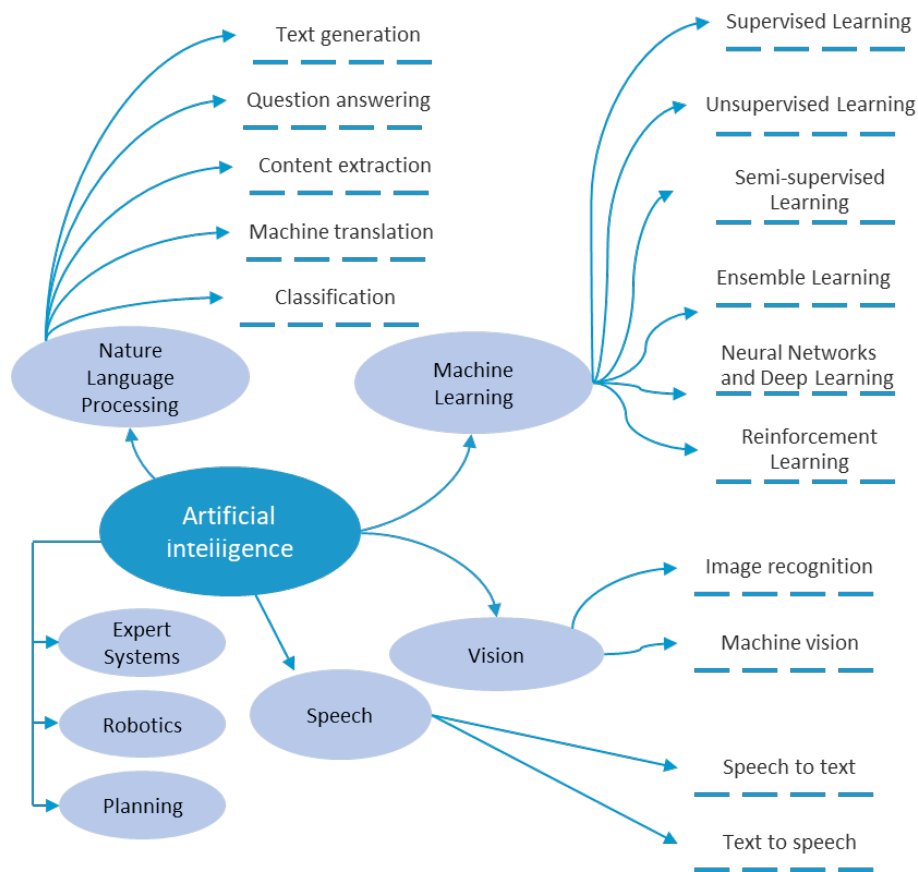 Text generation
Question answering
Content extraction
Machine translation
Classification
Nature
Language
Processing
Supervised Learning
Unsupervised Learning
Semi-supervised
Learning
Ensemble Learning
Neural Networks
and Deep Learning
Reinforcement
Learning
Machine
Learning
Artificial
inteiiigence
Expert
Systems
Robotics
Planning
Speech
Vision
Image recognition
Machine vision
Speech to text
Text to speech